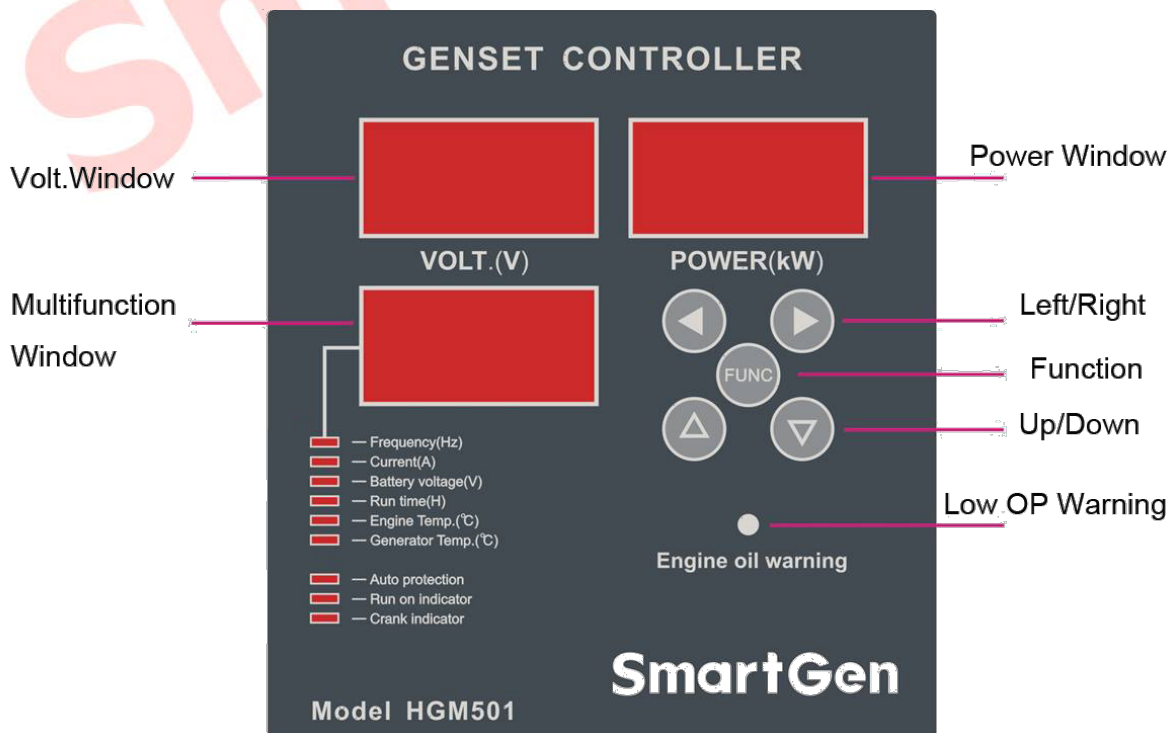 Sm
GENSET CONTROLLER
Volt.Window
Power Window
VOLT.(V)
POWER(kW)
Multifunction
Window
Left/Right
FUNC
Function
Up/Down
Frequency(Hz)
Current(A)
Battery voltage(V)
Run time(H)
Engine Temp.(℃)
Generator Temp.(℃)
Low OP Warning
Engine oil warning
Auto protection
Run on indicator
Crank indicator
SmartGen
Model HGM501